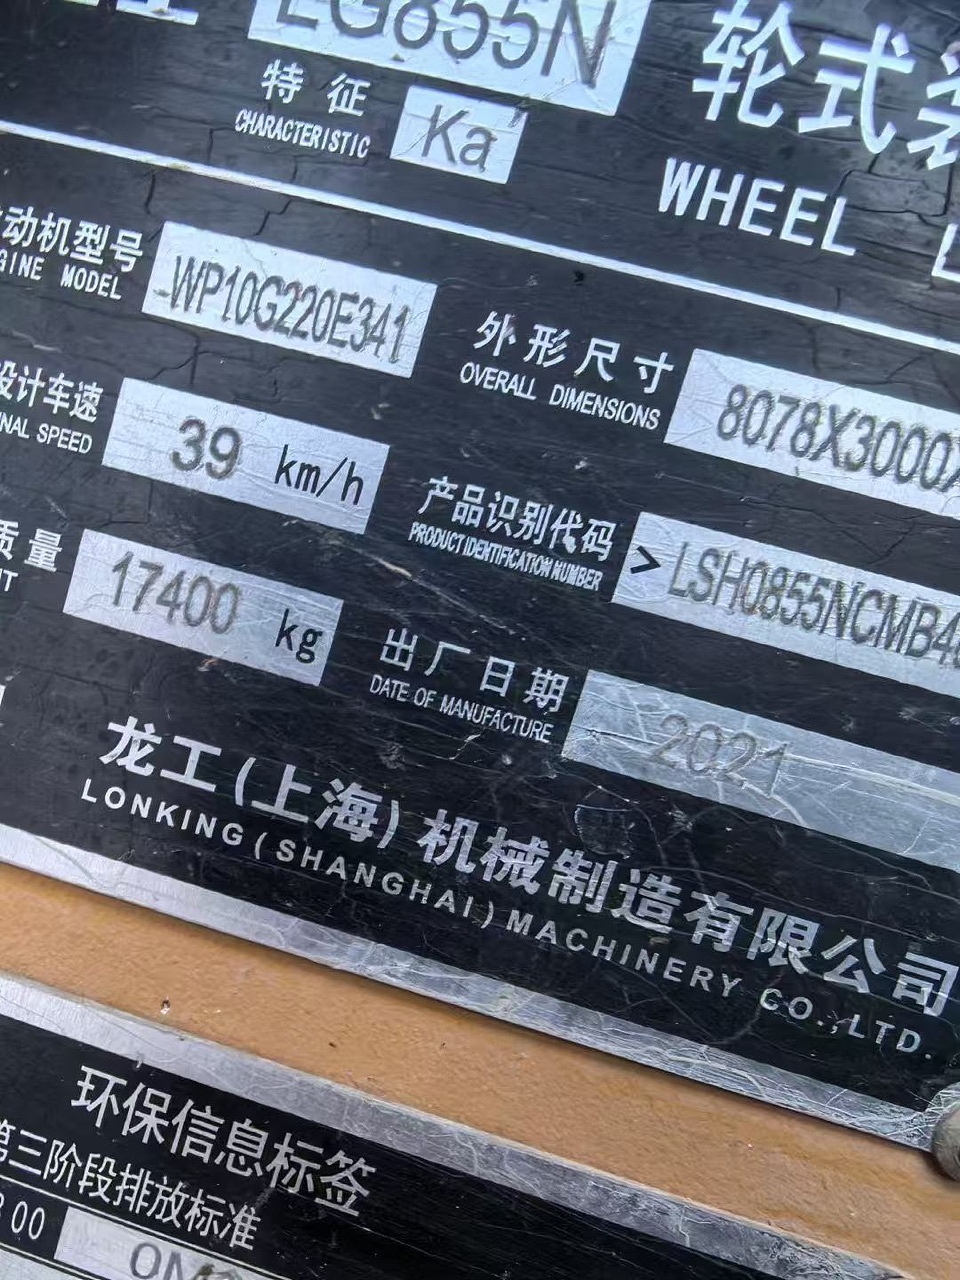 LG855N
轮式装
特征
CHARACTERISTIC
Ka
WHEEL L
动机型号
GINE MODEL
WP10G220E341
外形尺寸
OVERALL DIMENSIONS
8078X3000X
设计车速
NAL SPEED
39 km/h
产品识别代码
PRODUCT IDENTIFICATION NUMBER
>LSH0855NCMB4
质量
NT
17400 kg
出厂日期
DATE OF MANUFACTURE
2021
龙工(上海)机械制造有限公司
LONKING(SHANGHAI)MACHINERY CO.,LTD.
环保信息标签
第三阶段排放标准
00